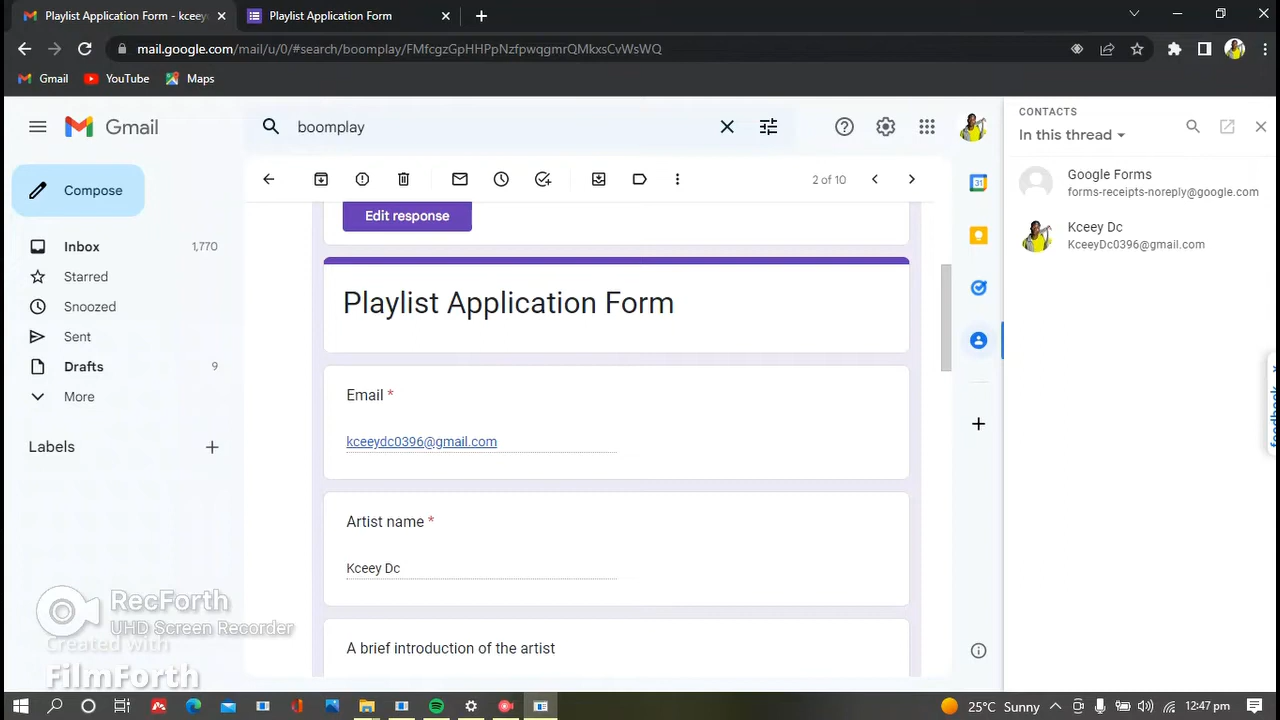 Playlist Application Form - kceey
Playlist Application Form
mail.google.com/mail/u/0/#search/boomplay/FMfcgzGpHHPpNzfpwqgmrQMkxsCvWsWQ
Gmail
YouTube
Maps
Gmail
boomplay
CONTACTS
In this thread
Compose
2 of 10
Google Forms
forms-receipts-noreply@google.com
Kceey Dc
KceeyDc0396@gmail.com
Inbox
1,770
Starred
Snoozed
Sent
Drafts
9
More
Labels
31
Edit response
Playlist Application Form
Email *
kceeydc0396@gmail.com
Artist name *
Kceey Dc
A brief introduction of the artist
feedback
RecForth
UHD Screen Recorder
Created with
FilmForth
25°C Sunny
12:47 pm